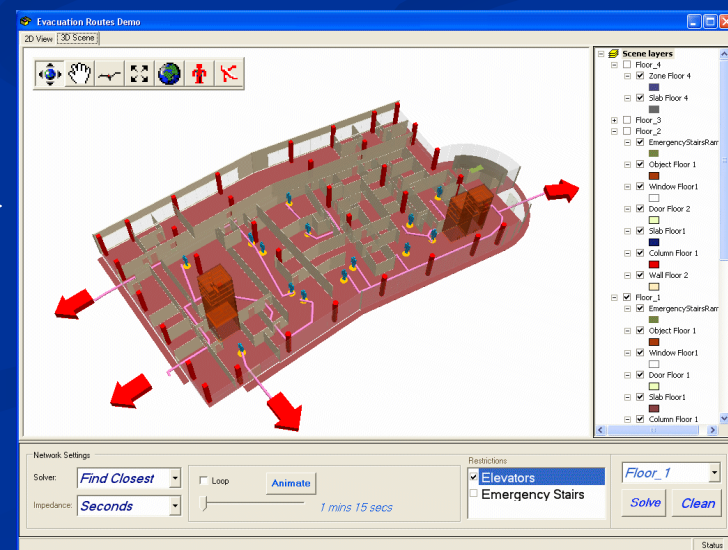 Evacuation Routes Demo
2D View 3D Scene
Scene layers
Floor_4
Zone Floor 4
Slab Floor 4
Floor_3
Floor_2
EmergencyStairsRam
Object Floor 1
Window Floor1
Door Floor 2
Slab Floor1
Column Floor 1
Wall Floor 2
Floor_1
EmergencyStairsRam
Object Floor 1
Window Floor1
Door Floor 1
Slab Floor1
Column Floor 1
Network Settings
Solver: Find Closest
Impedance: Seconds
Loop
Animate
1 mins 15 secs
Restrictions
Elevators
Emergency Stairs
Floor_1
Solve Clean
Status